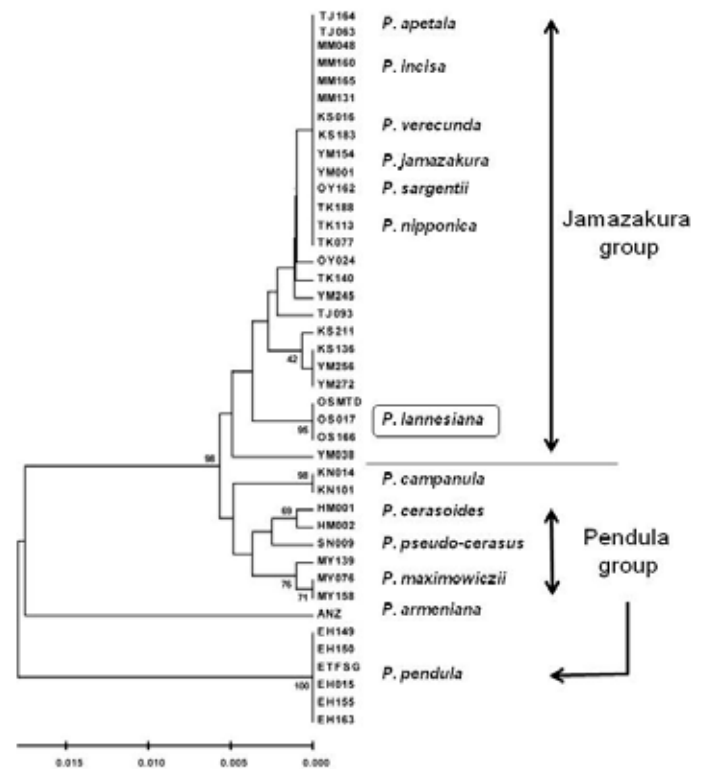 TJ164
TJ063
P. apetala
MM048
MM160
P. incisa
MM165
MM131
KS016
P. verecunda
KS183
YM154
P. jamazakura
YM001
OY162
P. sargentii
TK188
TK113
P. nipponica
TK077
Jamazakura
group
OY024
TK140
YM245
TJ093
KS211
KS136
42
YM256
YM272
OSMTD
OS017
P. lannesiana
95
OS166
YM038
98
KN014
98
P. campanula
KN101
HM001
69
P. cerasoides
HM002
SN009
P. pseudo-cerasus
Pendula
group
MY139
76
MY076
P. maximowiczii
71
MY158
ANZ
P. armeniana
EH149
EH150
ETFSG
P. pendula
100
EH015
EH155
EH163
0.015 0.010 0.005 0.000